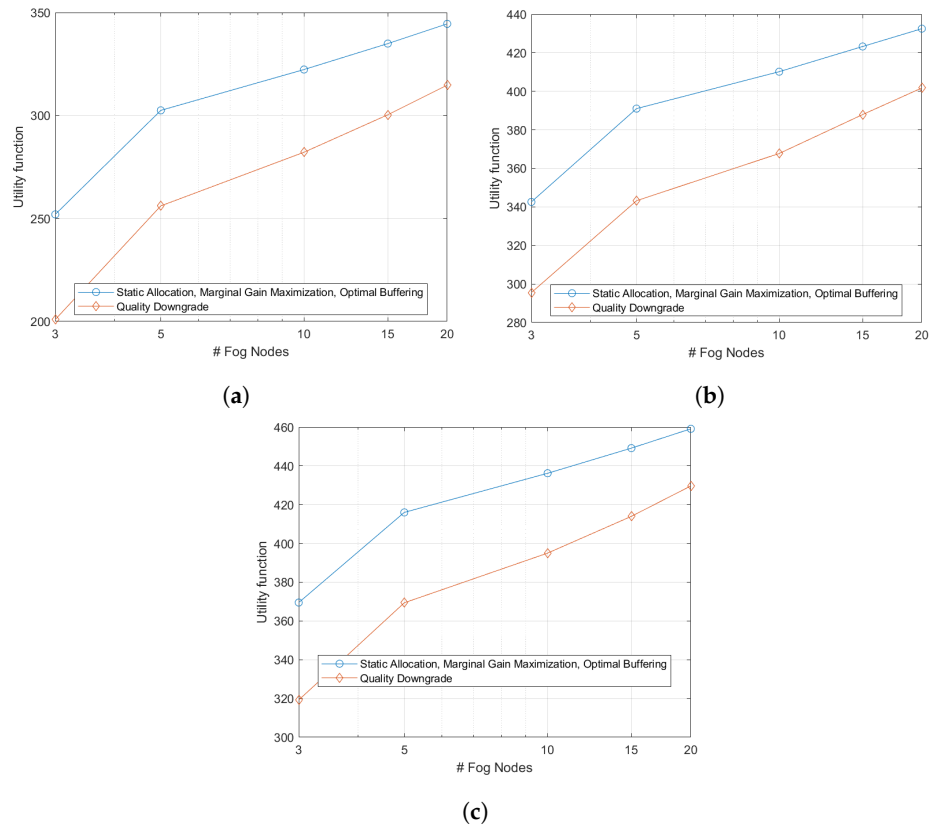 350
300
250
200
Utility function
Static Allocation, Marginal Gain Maximization, Optimal Buffering
Quality Downgrade
3 5 10 15 20
# Fog Nodes
(a)
440
420
400
380
360
340
320
300
280
Utility function
Static Allocation, Marginal Gain Maximization, Optimal Buffering
Quality Downgrade
3 5 10 15 20
# Fog Nodes
(b)
460
440
420
400
380
360
340
320
300
Utility function
Static Allocation, Marginal Gain Maximization, Optimal Buffering
Quality Downgrade
3 5 10 15 20
# Fog Nodes
(c)